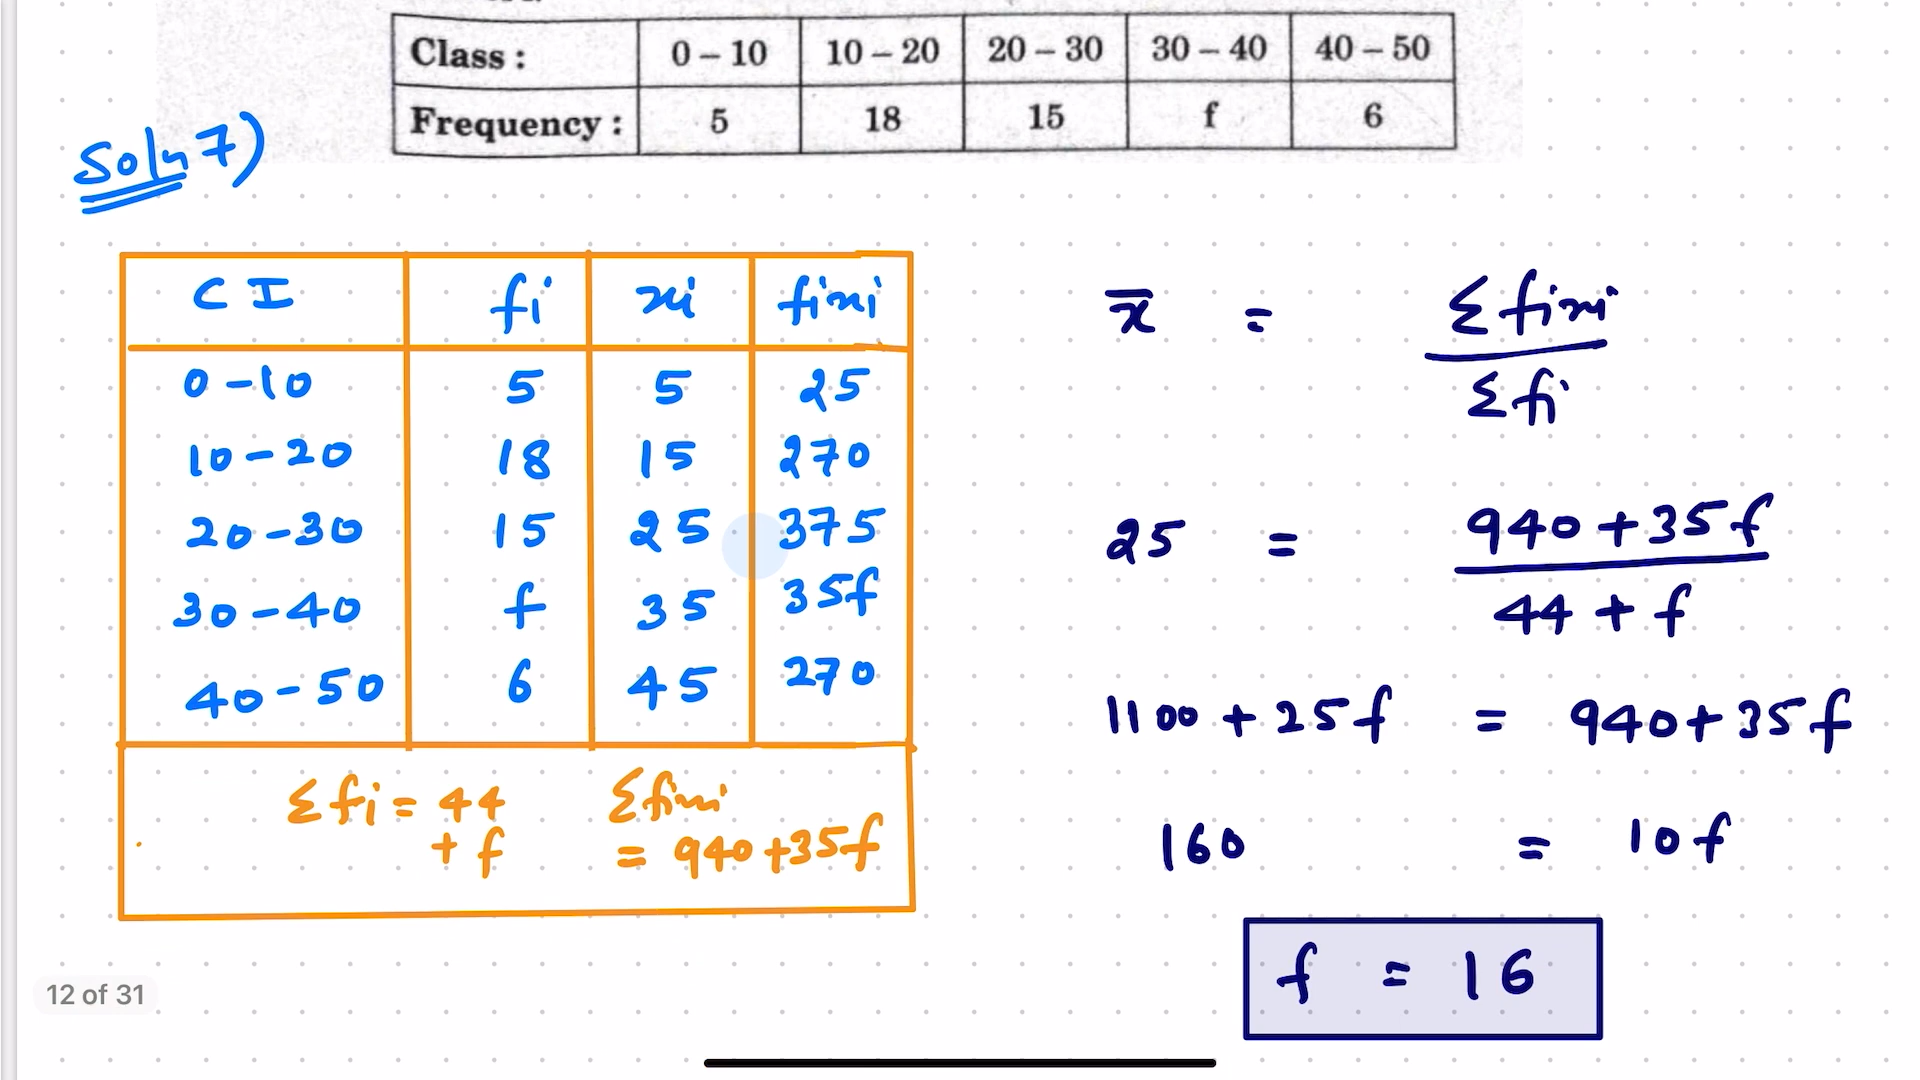 Class : 0 – 10 10 – 20 20 – 30 30 – 40 40 – 50
Frequency : 5 18 15 f 6
Soln 7)
CI fi xi fixi
0-10 5 5 25
10-20 18 15 270
20-30 15 25 375
30-40 f 35 35f
40-50 6 45 270
Σfi = 44 + f
Σfixi = 940+35f
x̄ = Σfixi / Σfi
25 = 940+35f / 44+f
1100 + 25f = 940+35f
160 = 10f
f = 16
12 of 31